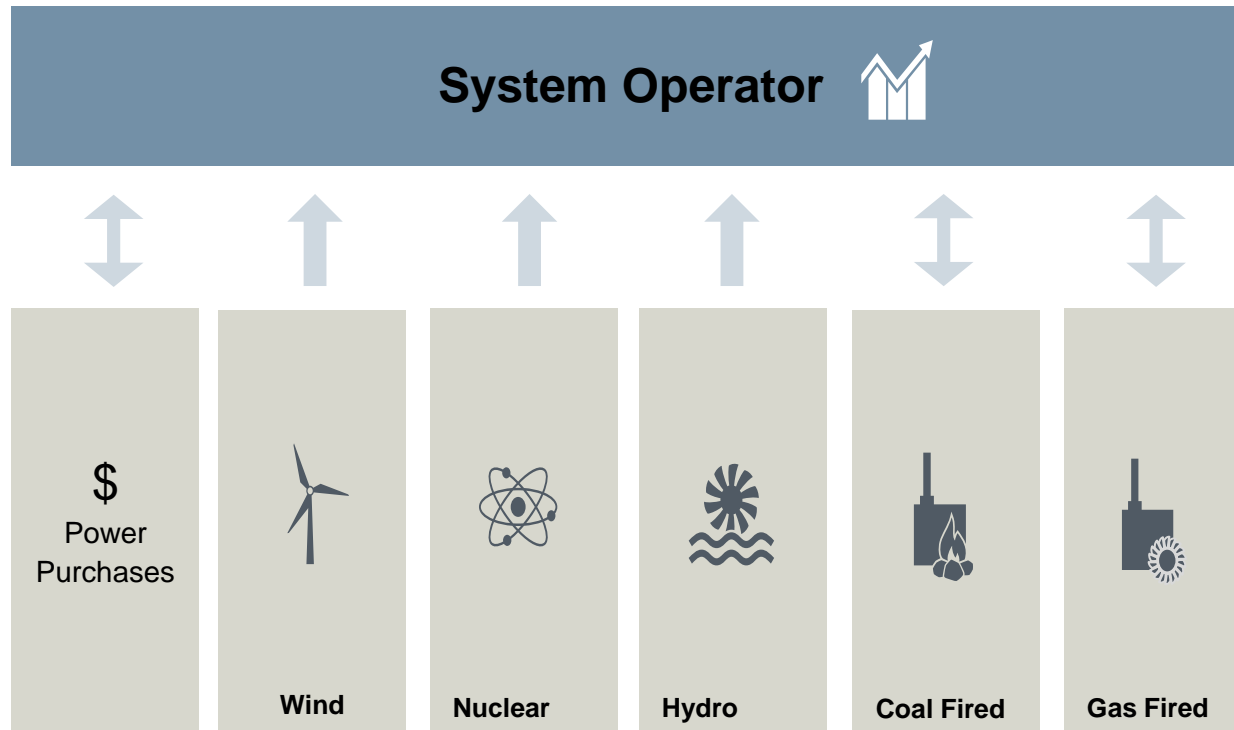 System Operator
$
Power
Purchases
Wind
Nuclear
Hydro
Coal Fired
Gas Fired